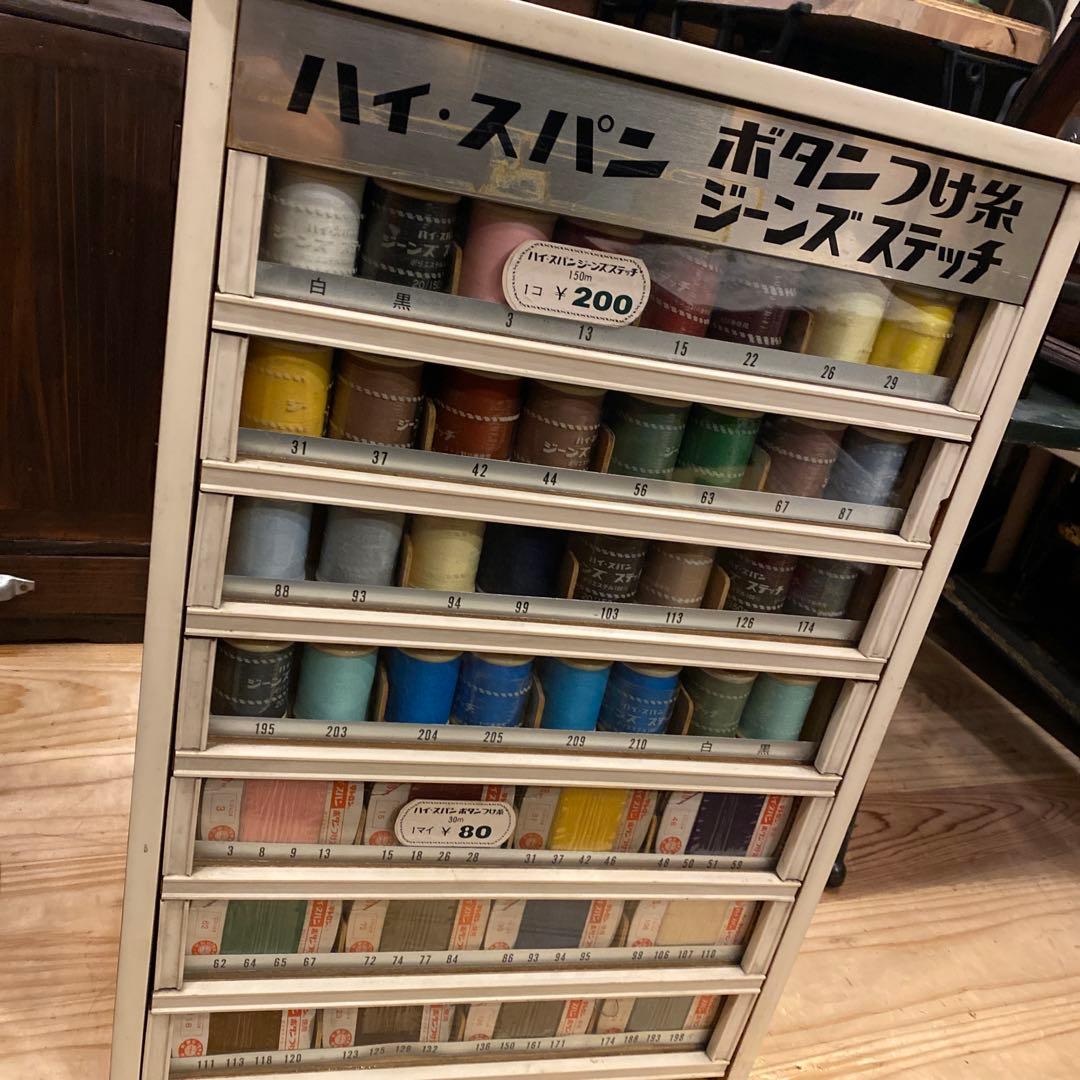 ハイ・スパン
ボタンつけ糸
ジーンズステッチ
ハイ・スパンジーンズステッチ
150m
1コ ¥200
白 黒 3 13 15 22 26 29
31 37 42 44 56 63 67 87
88 93 94 99 103 113 126 174
195 203 204 205 209 210 白 黒
ハイ・スパンボタンつけ糸
30m
1マイ ¥80
3 8 9 13 15 18 26 28 31 37 42 46 48 50 51 58
62 64 65 67 72 74 77 84 86 93 94 95 99 106 107 110
111 113 118 120 123 125 128 132 136 150 161 171 174 188 193 198